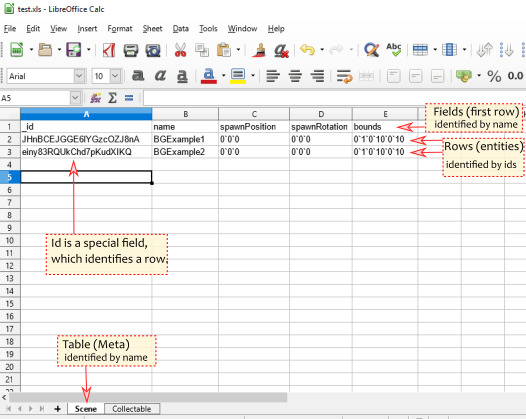 test.xls - LibreOffice Calc
File Edit View Insert Format Sheet Data Tools Window Help
Abc
Arial 10 a a a a % 0.0
A5 Σ =
A B C D E
1 _id name spawnPosition spawnRotation bounds
2 JHnBCEJGGE6lYGzcOZJ8nA BGExample1 0`0`0 0`0`0 0`1`0`10`0`10
3 einy83RQUkChd7pKudXIKQ BGExample2 0`0`0 0`0`0 0`1`0`10`0`10
Fields (first row)
identified by name
Rows (entities)
identified by ids
4
5
6
7
8
9
10
Id is a special field,
11
which identifies a row
12
13
14
15
16
17
18
Table (Meta)
19
identified by name
20
21
22
Scene Collectable